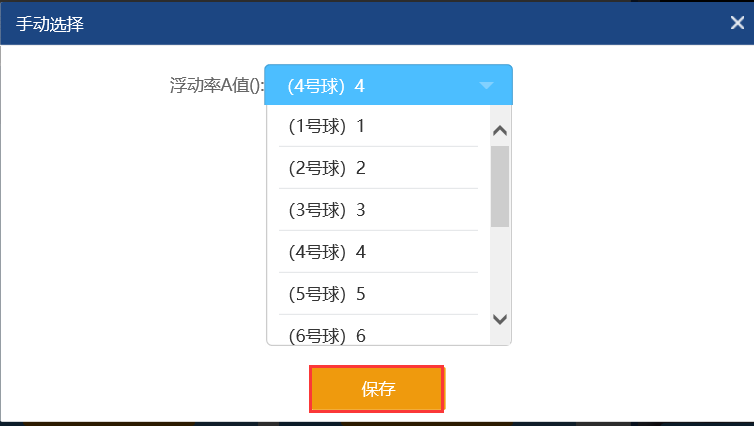 手动选择
浮动率A值():
（4号球）4
（1号球）1
（2号球）2
（3号球）3
（4号球）4
（5号球）5
（6号球）6
保存